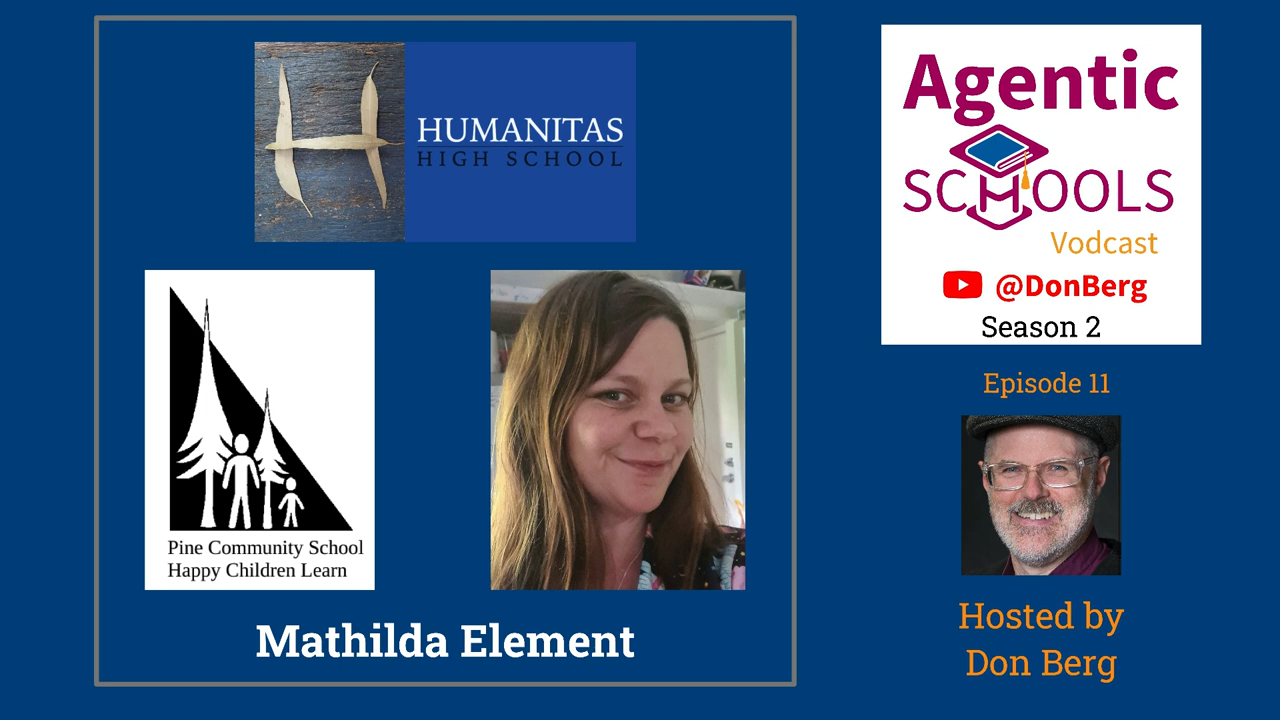 HUMANITAS
HIGH SCHOOL
Pine Community School
Happy Children Learn
Mathilda Element
Agentic
SCHOOLS
Vodcast
@DonBerg
Season 2
Episode 11
Hosted by
Don Berg